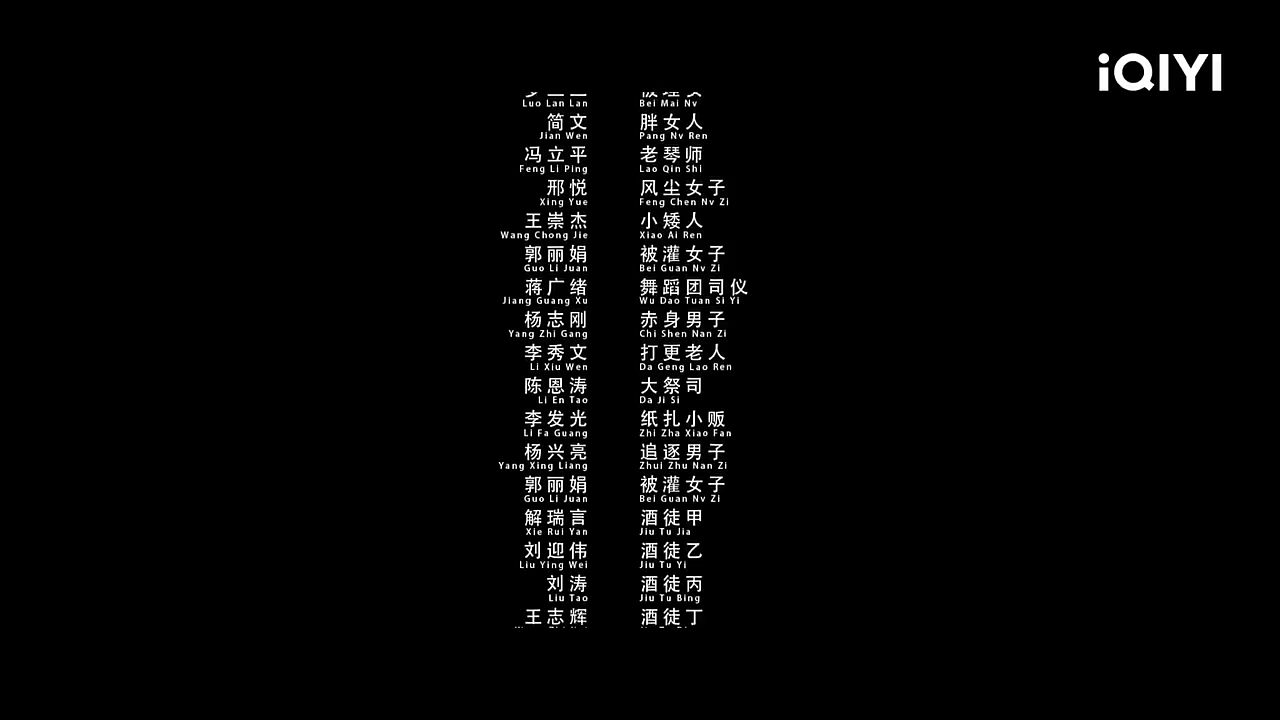 iQIYI
Luo Lan Lan Bei Mai Nv
简文 胖女人
Jian Wen Pang Nv Ren
冯立平 老琴师
Feng Li Ping Lao Qin Shi
邢悦 风尘女子
Xing Yue Feng Chen Nv Zi
王崇杰 小矮人
Wang Chong Jie Xiao Ai Ren
郭丽娟 被灌女子
Guo Li Juan Bei Guan Nv Zi
蒋广绪 舞蹈团司仪
Jiang Guang Xu Wu Dao Tuan Si Yi
杨志刚 赤身男子
Yang Zhi Gang Chi Shen Nan Zi
李秀文 打更老人
Li Xiu Wen Da Geng Lao Ren
陈恩涛 大祭司
Li En Tao Da Ji Si
李发光 纸扎小贩
Li Fa Guang Zhi Zha Xiao Fan
杨兴亮 追逐男子
Yang Xing Liang Zhui Zhu Nan Zi
郭丽娟 被灌女子
Guo Li Juan Bei Guan Nv Zi
解瑞言 酒徒甲
Xie Rui Yan Jiu Tu Jia
刘迎伟 酒徒乙
Liu Ying Wei Jiu Tu Yi
刘涛 酒徒丙
Liu Tao Jiu Tu Bing
王志辉 酒徒丁